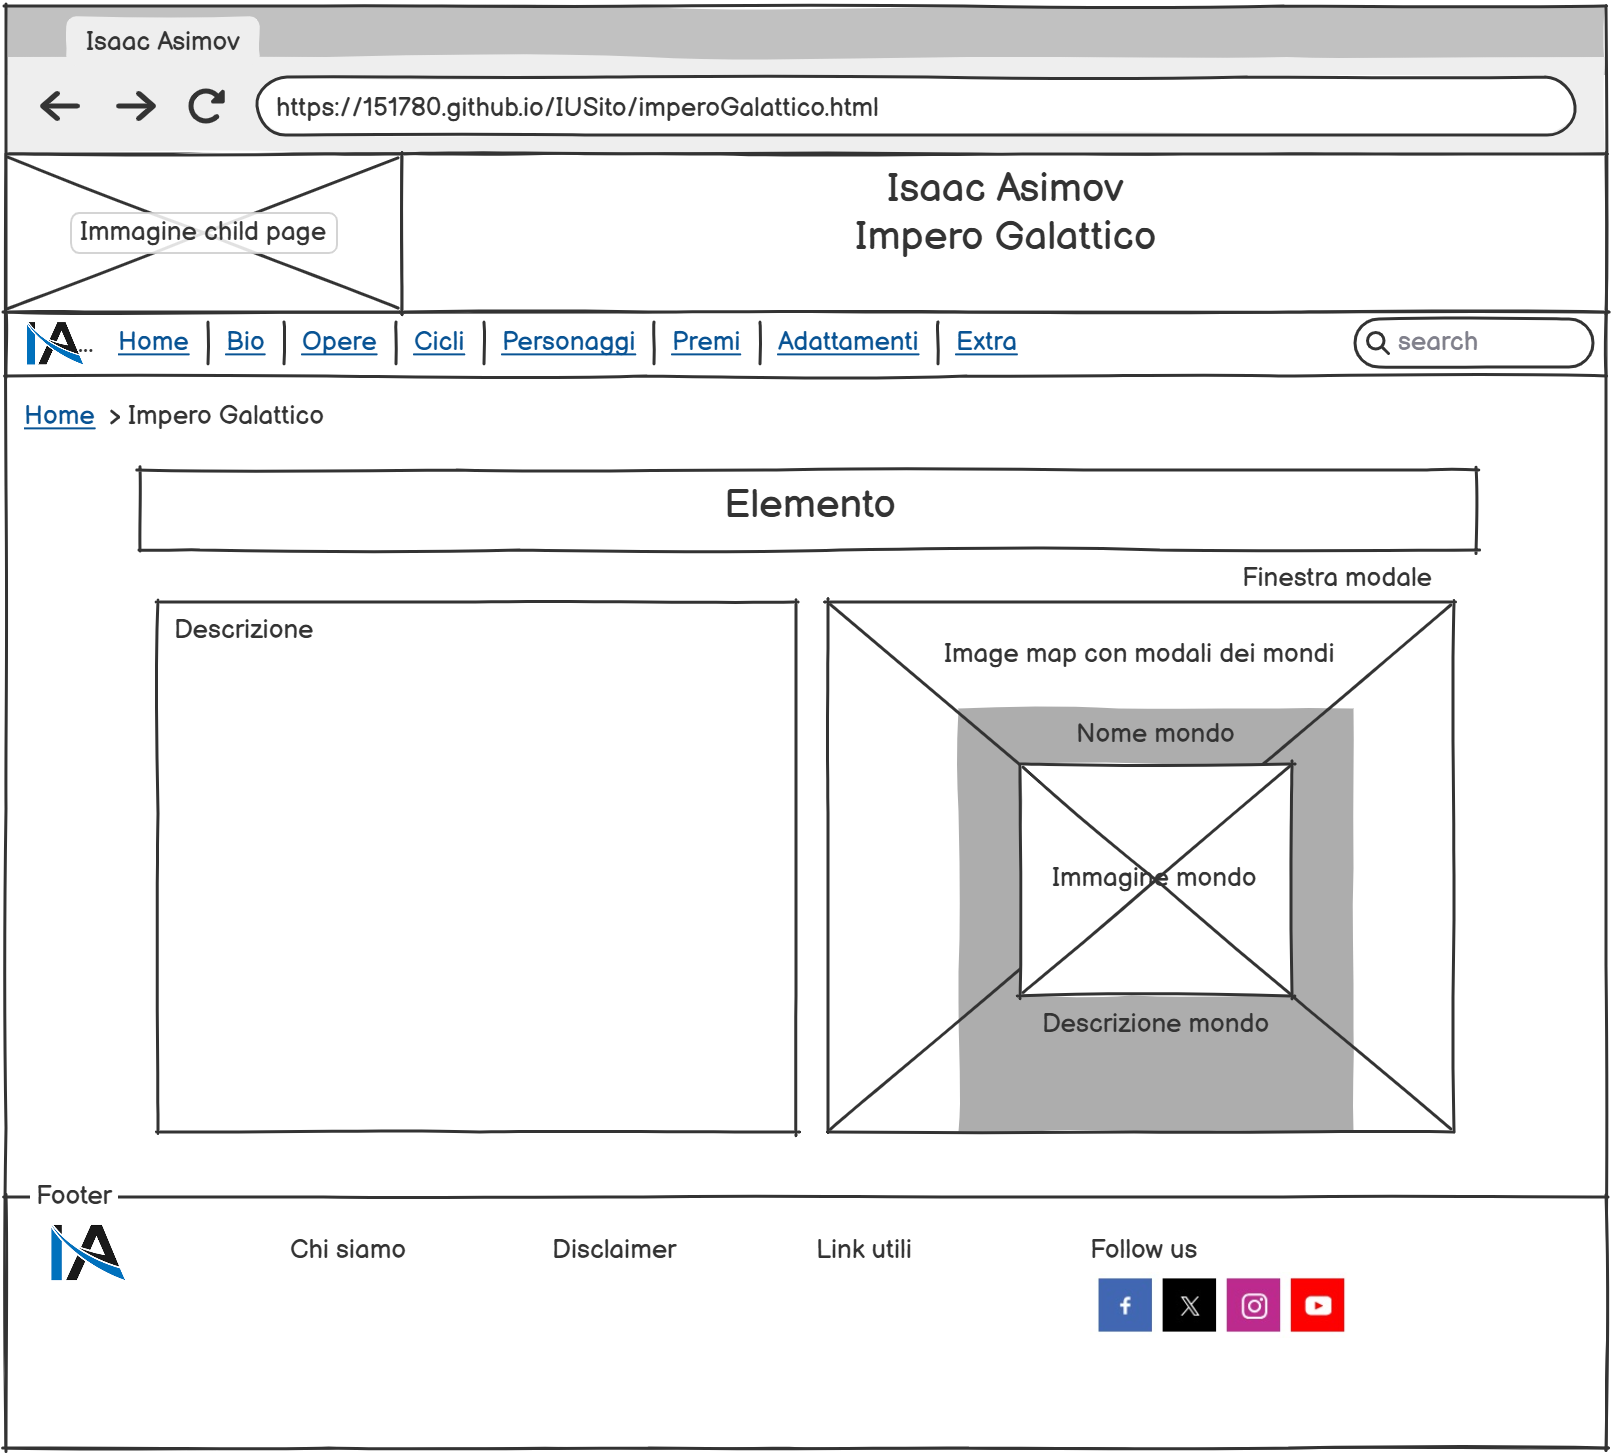 Isaac Asimov
https://151780.github.io/IUSito/imperoGalattico.html
Immagine child page
Isaac Asimov
Impero Galattico
IA... Home Bio Opere Cicli Personaggi Premi Adattamenti Extra search
Home > Impero Galattico
Elemento
Finestra modale
Descrizione
Image map con modali dei mondi
Nome mondo
Immagine mondo
Descrizione mondo
Footer
IA Chi siamo Disclaimer Link utili Follow us